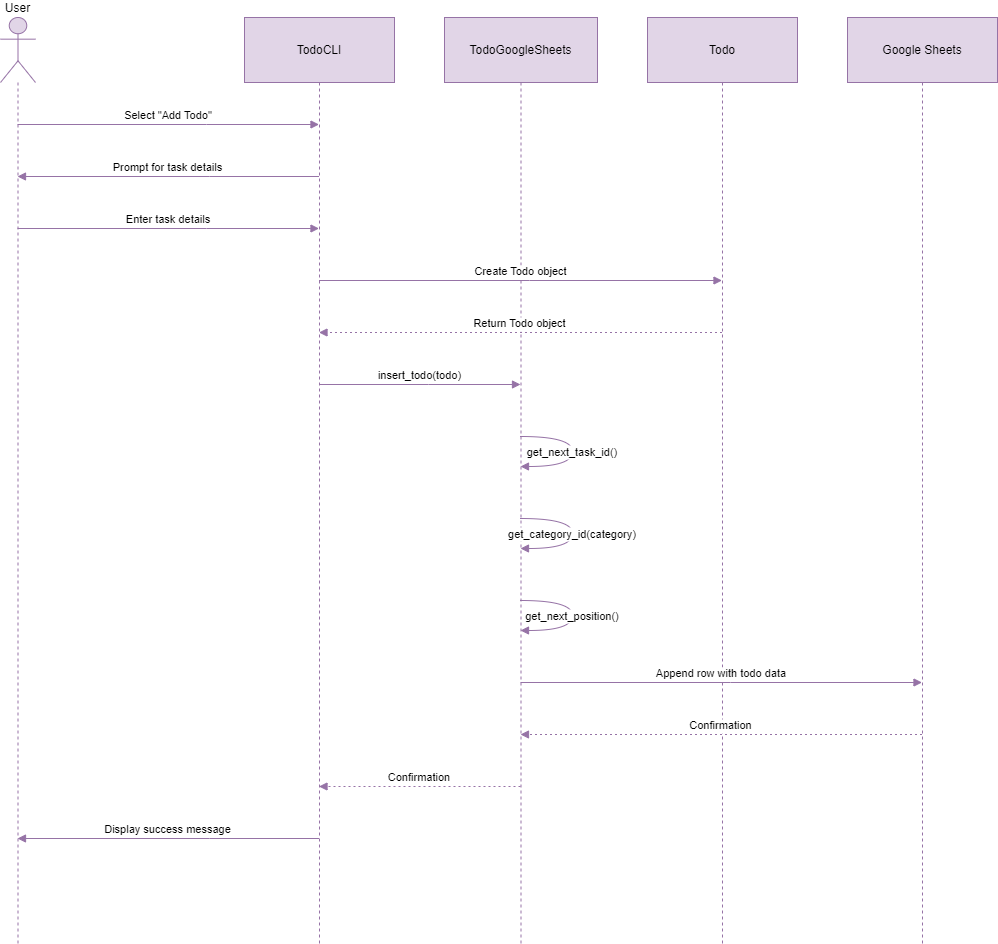 User
TodoCLI
TodoGoogleSheets
Todo
Google Sheets
Select "Add Todo"
Prompt for task details
Enter task details
Create Todo object
Return Todo object
insert_todo(todo)
get_next_task_id()
get_category_id(category)
get_next_position()
Append row with todo data
Confirmation
Confirmation
Display success message